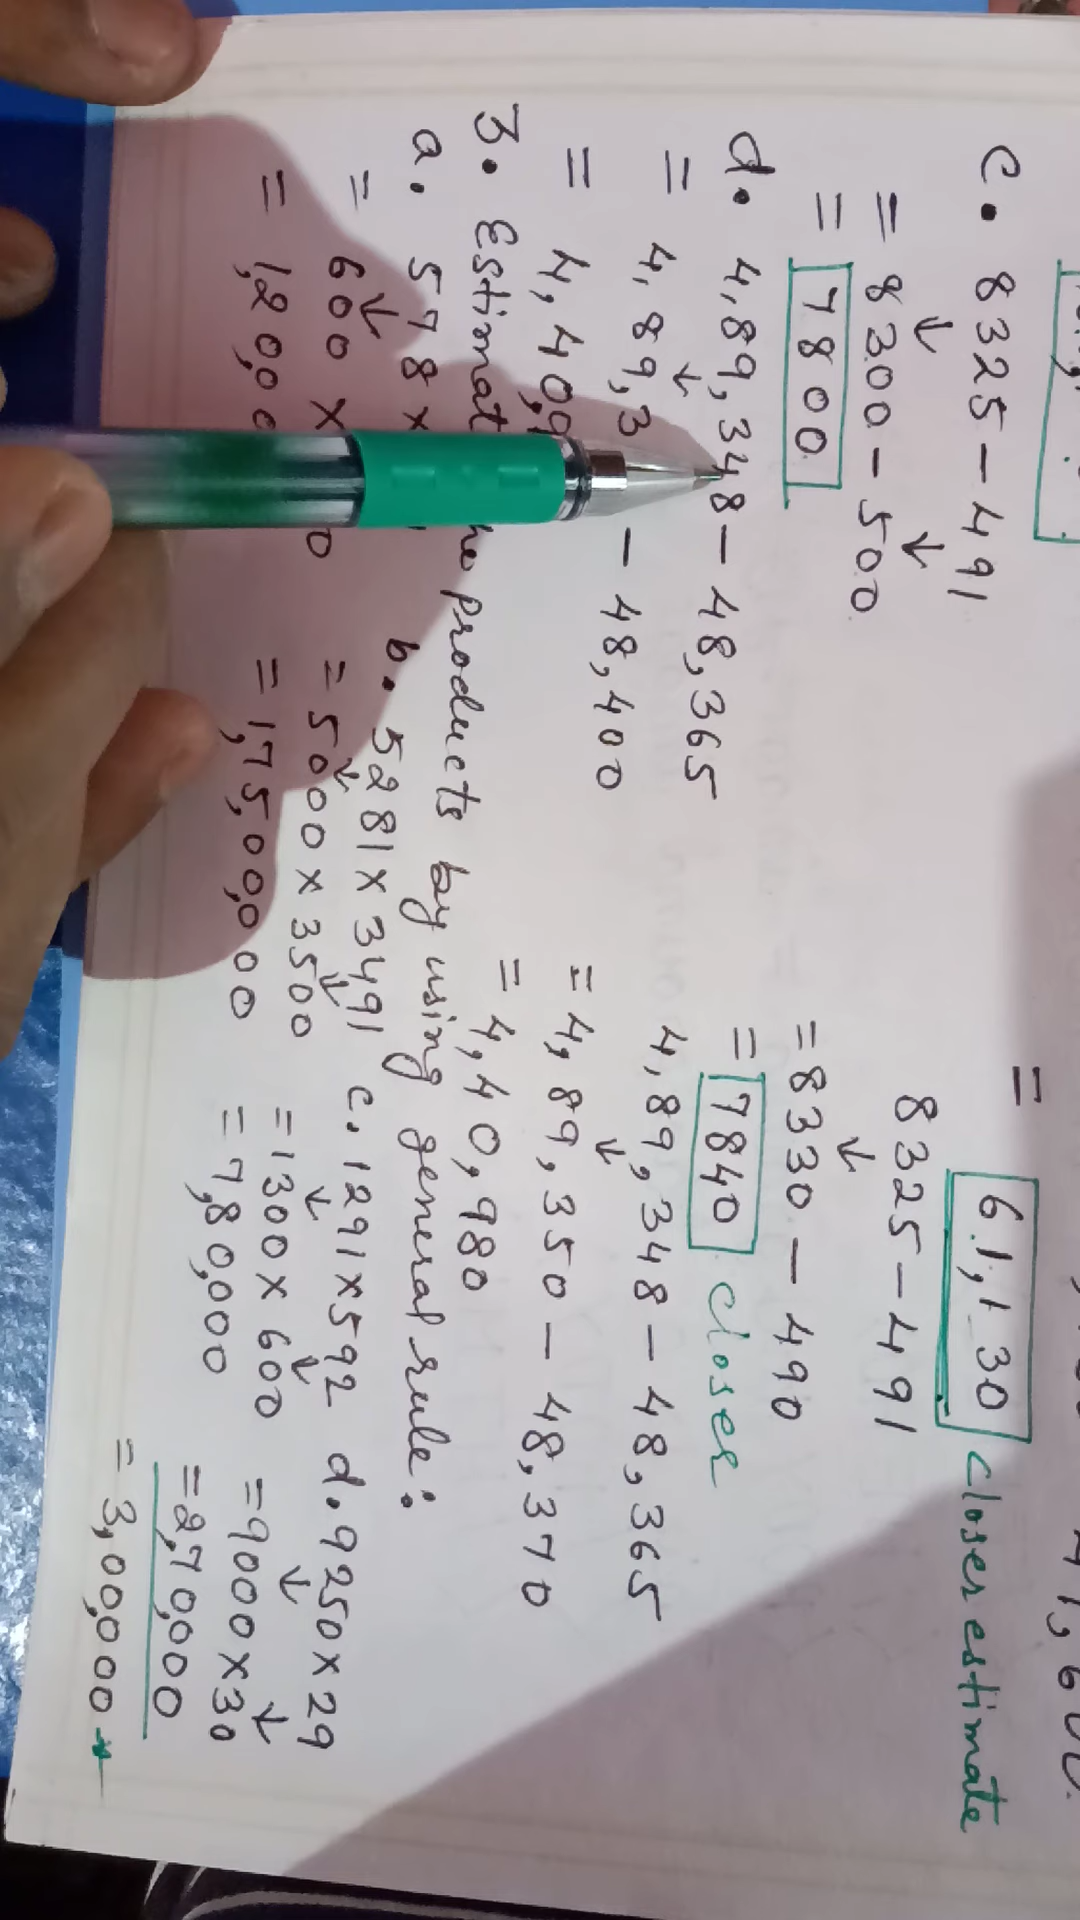 = 6 1,1 30 closer estimate
c. 8325 - 491
8325 - 491
= 8300 - 500
= 8330 - 490
= 7800
= 7840 closer
d. 4,89,348 - 48,365
4,89,348 - 48,365
= 4,89,3 - 48,400
= 4,89,350 - 48,370
= 4,40,9
= 4,40,980
3. Estimat products by using general rule:
a. 578 x
b. 5281 x 3491
c. 1291 x 592
d. 9250 x 29
= 600 x
= 5000 x 3500
= 1300 x 600
= 9000 x 30
= 1,20,0
= 1,75,00,000
= 7,80,000
= 2,70,000
= 3,00,000